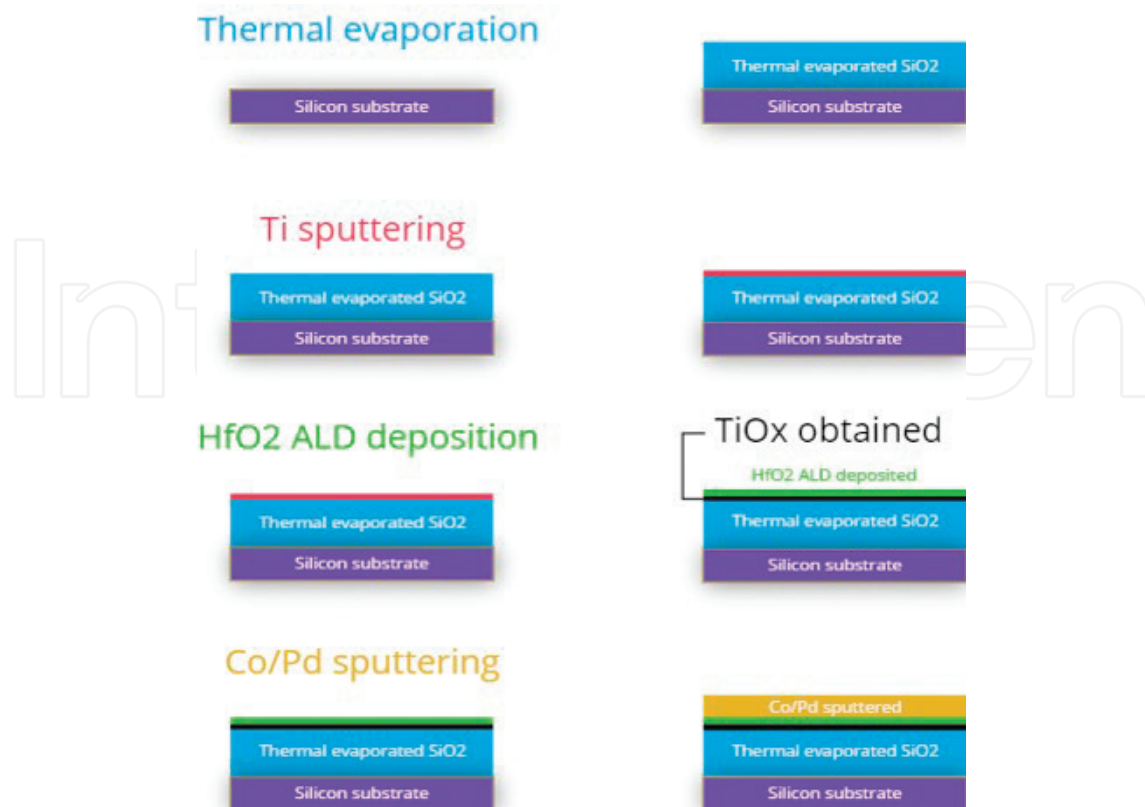 Thermal evaporation
Silicon substrate
Thermal evaporated SiO2
Silicon substrate
Ti sputtering
Thermal evaporated SiO2
Silicon substrate
Thermal evaporated SiO2
Silicon substrate
HfO2 ALD deposition
Thermal evaporated SiO2
Silicon substrate
TiOx obtained
HfO2 ALD deposited
Thermal evaporated SiO2
Silicon substrate
Co/Pd sputtering
Thermal evaporated SiO2
Silicon substrate
Co/Pd sputtered
Thermal evaporated SiO2
Silicon substrate